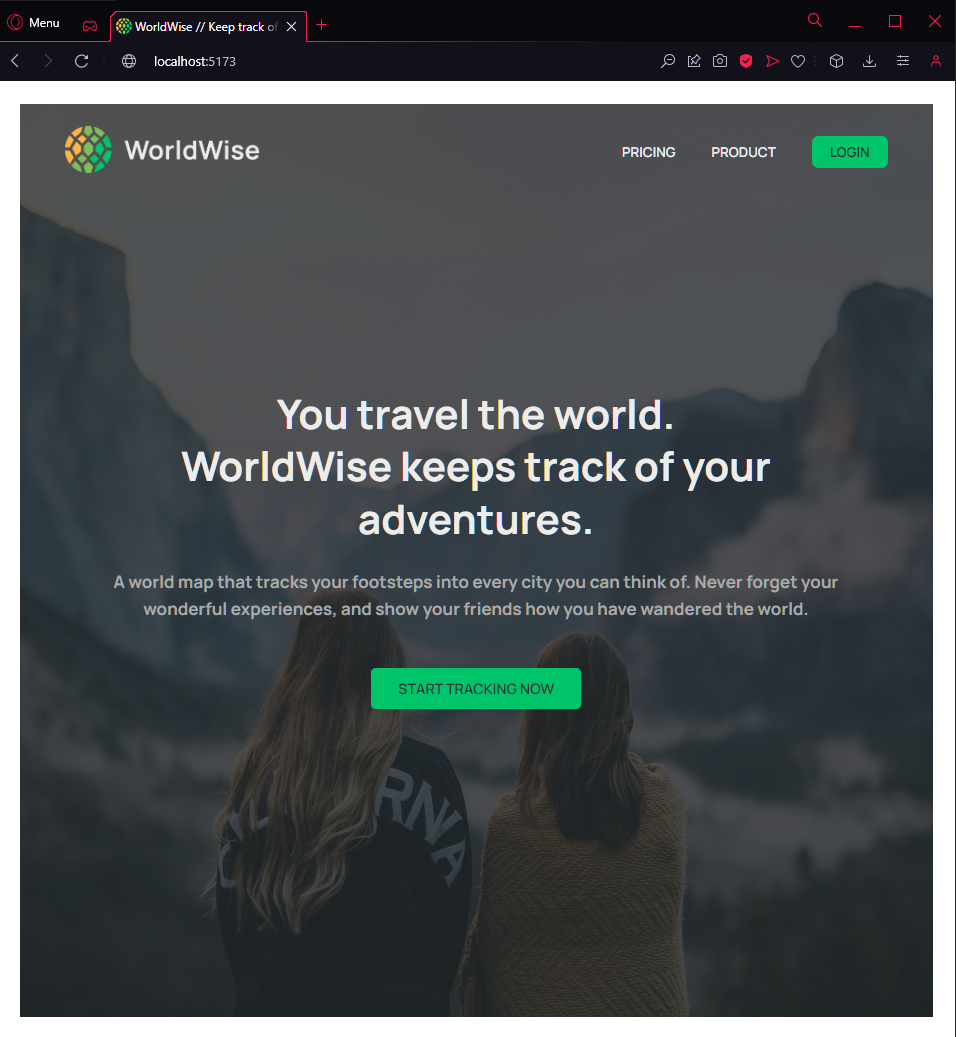 Menu
WorldWise // Keep track of
localhost:5173
WorldWise
PRICING
PRODUCT
LOGIN
You travel the world.
WorldWise keeps track of your
adventures.
A world map that tracks your footsteps into every city you can think of. Never forget your
wonderful experiences, and show your friends how you have wandered the world.
START TRACKING NOW